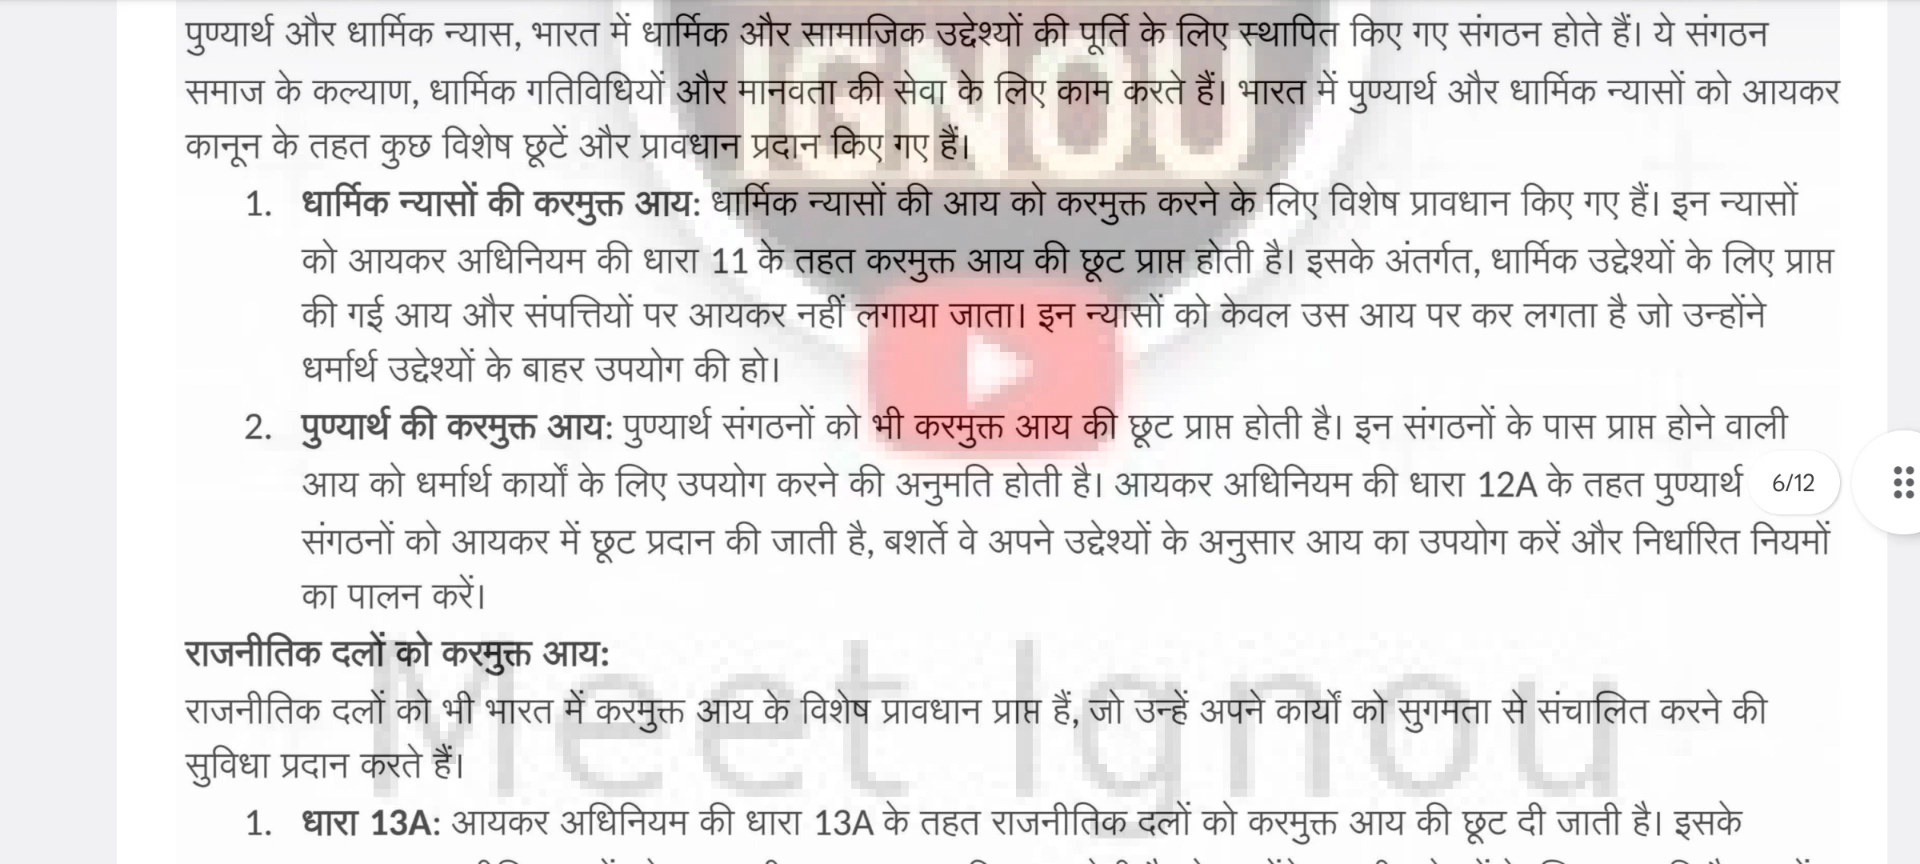 पुण्यार्थ और धार्मिक न्यास, भारत में धार्मिक और सामाजिक उद्देश्यों की पूर्ति के लिए स्थापित किए गए संगठन होते हैं। ये संगठन
समाज के कल्याण, धार्मिक गतिविधियों और मानवता की सेवा के लिए काम करते हैं। भारत में पुण्यार्थ और धार्मिक न्यासों को आयकर
कानून के तहत कुछ विशेष छूटें और प्रावधान प्रदान किए गए हैं।
IGNOU
1. धार्मिक न्यासों की करमुक्त आय: धार्मिक न्यासों की आय को करमुक्त करने के लिए विशेष प्रावधान किए गए हैं। इन न्यासों
को आयकर अधिनियम की धारा 11 के तहत करमुक्त आय की छूट प्राप्त होती है। इसके अंतर्गत, धार्मिक उद्देश्यों के लिए प्राप्त
की गई आय और संपत्तियों पर आयकर नहीं लगाया जाता। इन न्यासों को केवल उस आय पर कर लगता है जो उन्होंने
धर्मार्थ उद्देश्यों के बाहर उपयोग की हो।
2. पुण्यार्थ की करमुक्त आय: पुण्यार्थ संगठनों को भी करमुक्त आय की छूट प्राप्त होती है। इन संगठनों के पास प्राप्त होने वाली
आय को धर्मार्थ कार्यों के लिए उपयोग करने की अनुमति होती है। आयकर अधिनियम की धारा 12A के तहत पुण्यार्थ
6/12
संगठनों को आयकर में छूट प्रदान की जाती है, बशर्ते वे अपने उद्देश्यों के अनुसार आय का उपयोग करें और निर्धारित नियमों
का पालन करें।
राजनीतिक दलों को करमुक्त आय:
राजनीतिक दलों को भी भारत में करमुक्त आय के विशेष प्रावधान प्राप्त हैं, जो उन्हें अपने कार्यों को सुगमता से संचालित करने की
सुविधा प्रदान करते हैं।
Meet Ignou
1. धारा 13A: आयकर अधिनियम की धारा 13A के तहत राजनीतिक दलों को करमुक्त आय की छूट दी जाती है। इसके